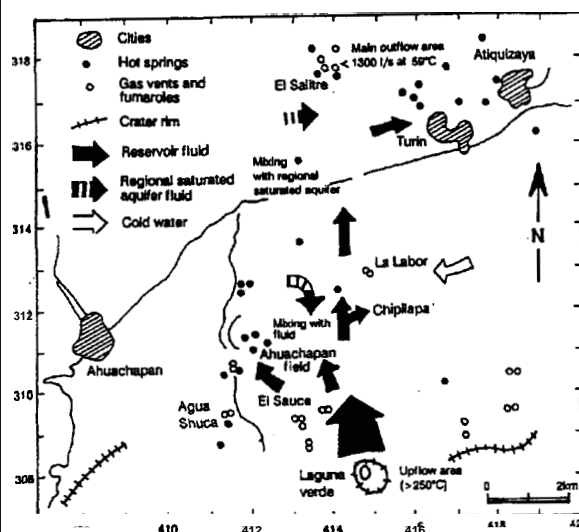 318
316
314
312
310
308
410
412
414
416
418
Cities
Hot springs
Gas vents and
fumaroles
Crater rim
Reservoir fluid
Regional saturated
aquifer fluid
Cold water
Main outflow area
< 1300 l/s at 59°C
El Salitre
Atiquizaya
Turin
Mixing
with regional
saturated aquifer
N
La Labor
Chipilapa
Mixing with
fluid
Ahuachapan
field
Ahuachapan
El Sauce
Agua
Shuca
Laguna
verde
Upflow area
(>250°C)
0
2km